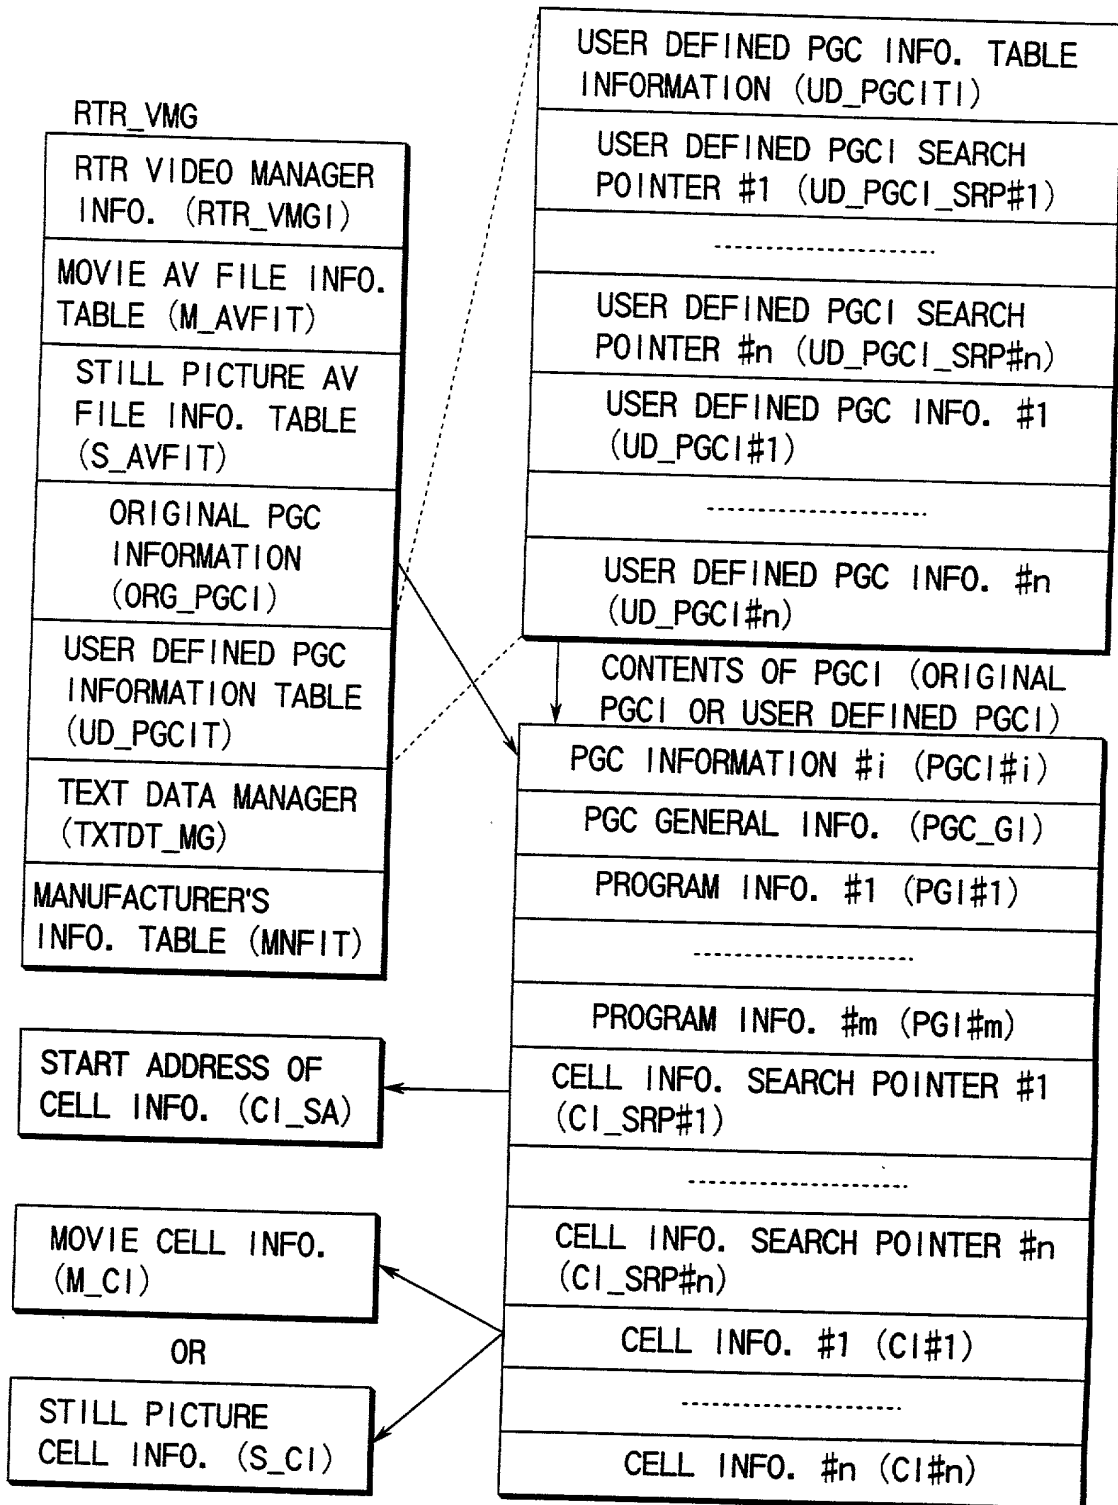 RTR_VMG
RTR VIDEO MANAGER
INFO. (RTR_VMGI)
MOVIE AV FILE INFO.
TABLE (M_AVFIT)
STILL PICTURE AV
FILE INFO. TABLE
(S_AVFIT)
ORIGINAL PGC
INFORMATION
(ORG_PGCI)
USER DEFINED PGC
INFORMATION TABLE
(UD_PGCIT)
TEXT DATA MANAGER
(TXTDT_MG)
MANUFACTURER'S
INFO. TABLE (MNFIT)
USER DEFINED PGC INFO. TABLE
INFORMATION (UD_PGCITI)
USER DEFINED PGCI SEARCH
POINTER #1 (UD_PGCI_SRP#1)
USER DEFINED PGCI SEARCH
POINTER #n (UD_PGCI_SRP#n)
USER DEFINED PGC INFO. #1
(UD_PGCI#1)
USER DEFINED PGC INFO. #n
(UD_PGCI#n)
CONTENTS OF PGCI (ORIGINAL
PGCI OR USER DEFINED PGCI)
PGC INFORMATION #i (PGCI#i)
PGC GENERAL INFO. (PGC_GI)
PROGRAM INFO. #1 (PGI#1)
PROGRAM INFO. #m (PGI#m)
CELL INFO. SEARCH POINTER #1
(CI_SRP#1)
CELL INFO. SEARCH POINTER #n
(CI_SRP#n)
CELL INFO. #1 (CI#1)
CELL INFO. #n (CI#n)
START ADDRESS OF
CELL INFO. (CI_SA)
MOVIE CELL INFO.
(M_CI)
OR
STILL PICTURE
CELL INFO. (S_CI)